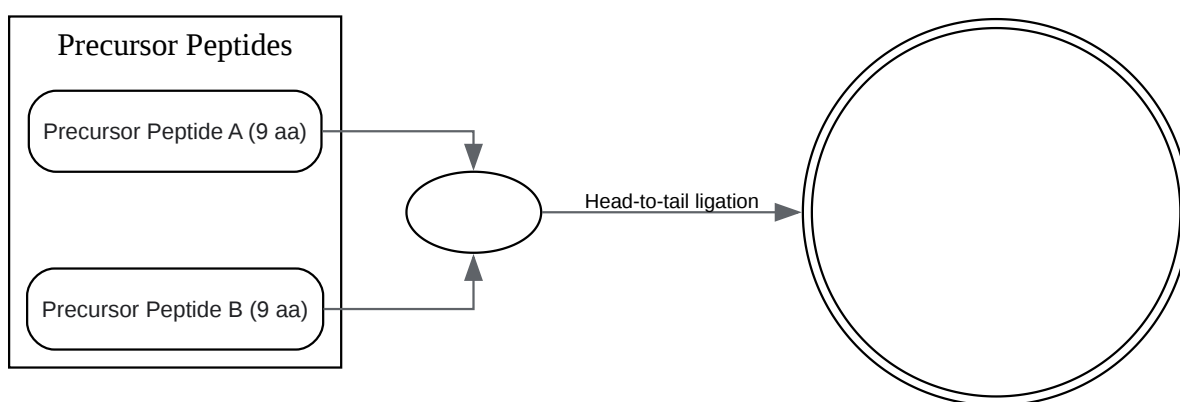 Precursor Peptides
Precursor Peptide A (9 aa)
Head-to-tail ligation
Precursor Peptide B (9 aa)